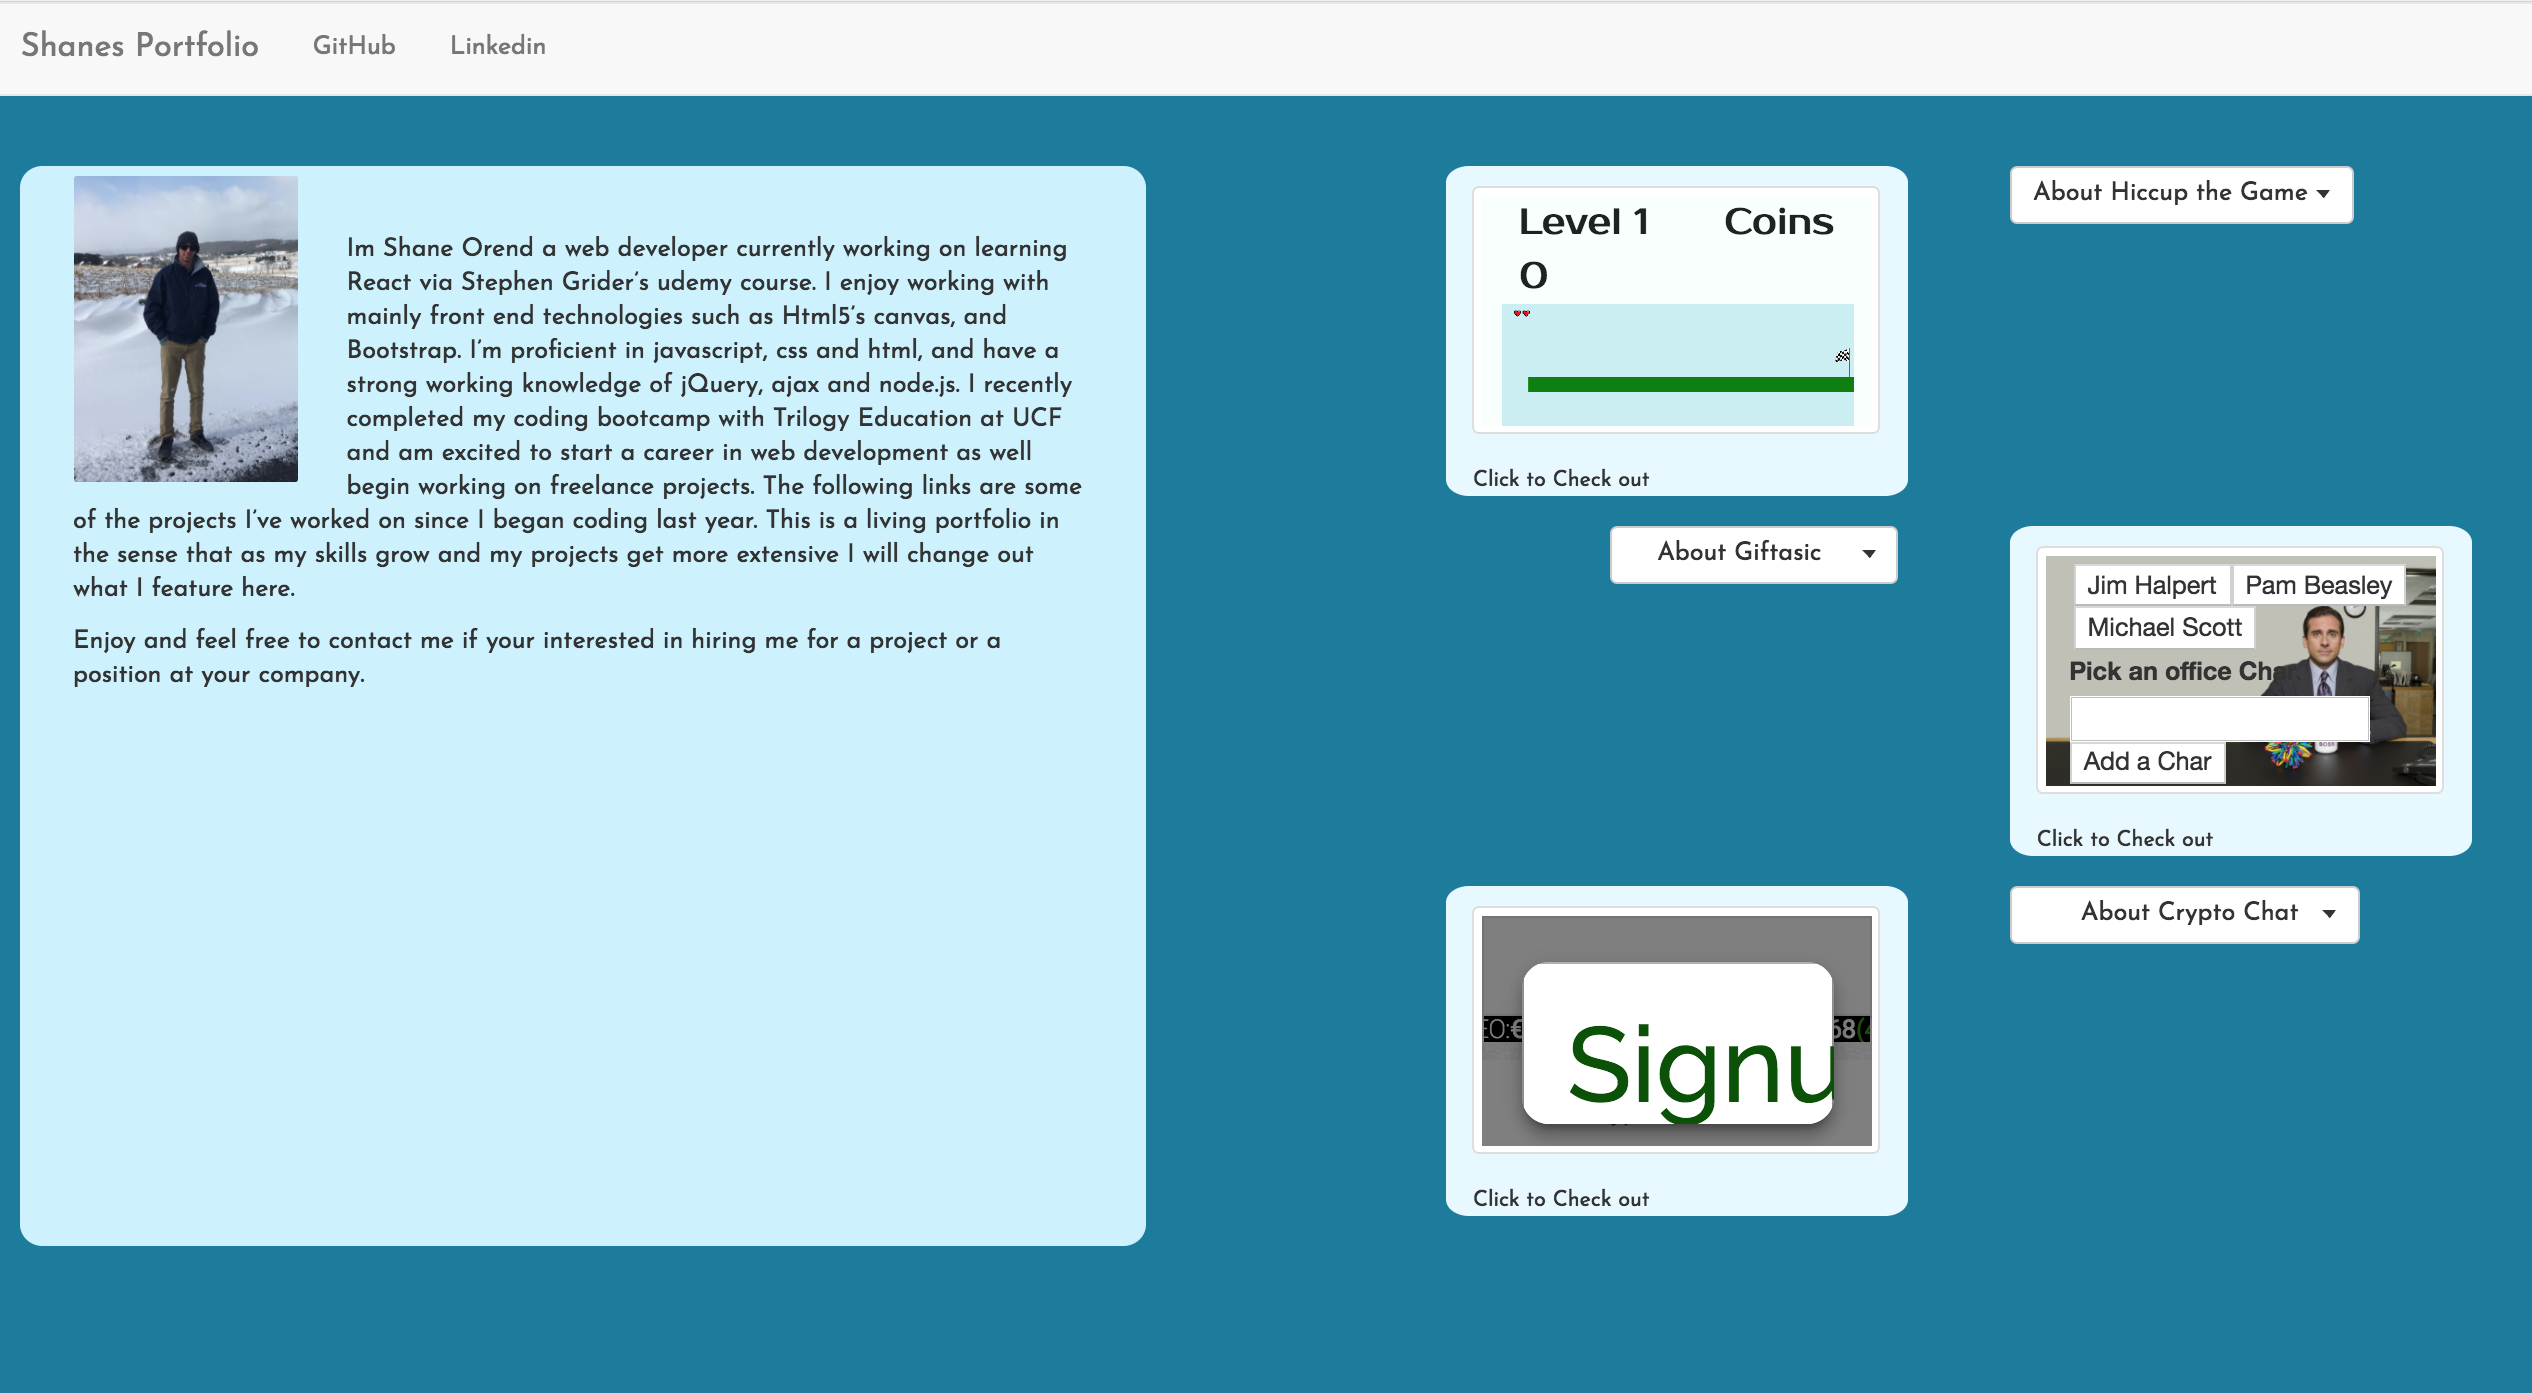 Shanes Portfolio GitHub Linkedin
Im Shane Orend a web developer currently working on learning
React via Stephen Grider's udemy course. I enjoy working with
mainly front end technologies such as Html5's canvas, and
Bootstrap. I'm proficient in javascript, css and html, and have a
strong working knowledge of jQuery, ajax and node.js. I recently
completed my coding bootcamp with Trilogy Education at UCF
and am excited to start a career in web development as well
begin working on freelance projects. The following links are some
of the projects I've worked on since I began coding last year. This is a living portfolio in
the sense that as my skills grow and my projects get more extensive I will change out
what I feature here.
Enjoy and feel free to contact me if your interested in hiring me for a project or a
position at your company.
Level 1 Coins
0
Click to Check out
About Hiccup the Game
About Giftasic
Jim Halpert Pam Beasley
Michael Scott
Pick an office Char
Add a Char
Click to Check out
Signu
Click to Check out
About Crypto Chat